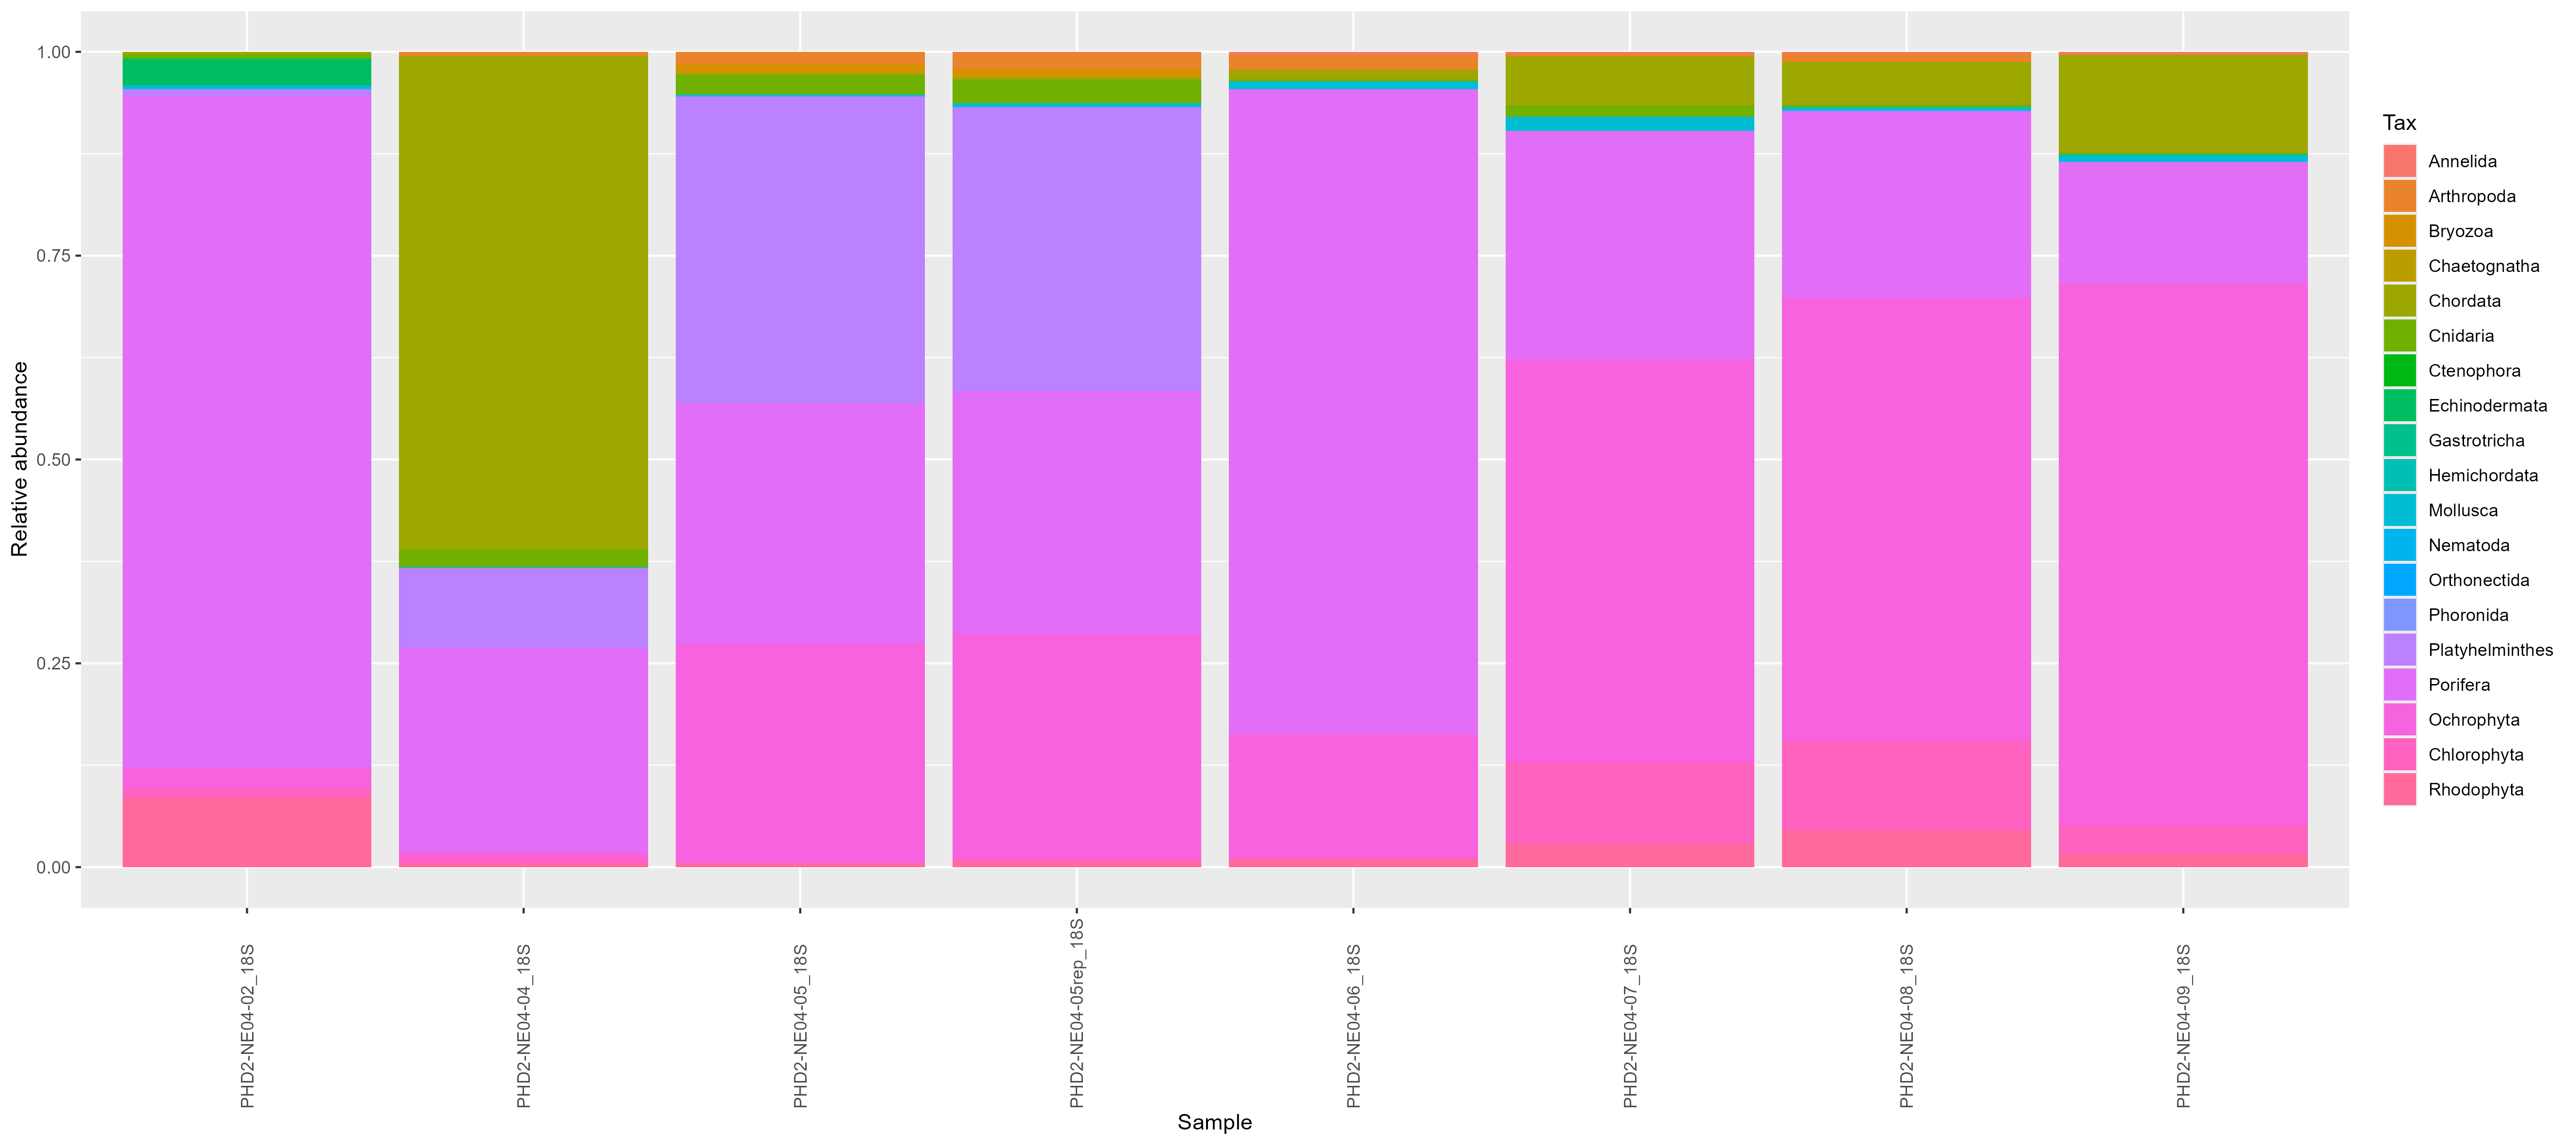 Relative abundance
1.00
0.75
0.50
0.25
0.00
PHD2-NE04-02_18S
PHD2-NE04-04_18S
PHD2-NE04-05_18S
PHD2-NE04-05rep_18S
PHD2-NE04-06_18S
PHD2-NE04-07_18S
PHD2-NE04-08_18S
PHD2-NE04-09_18S
Sample
Tax
Annelida
Arthropoda
Bryozoa
Chaetognatha
Chordata
Cnidaria
Ctenophora
Echinodermata
Gastrotricha
Hemichordata
Mollusca
Nematoda
Orthonectida
Phoronida
Platyhelminthes
Porifera
Ochrophyta
Chlorophyta
Rhodophyta